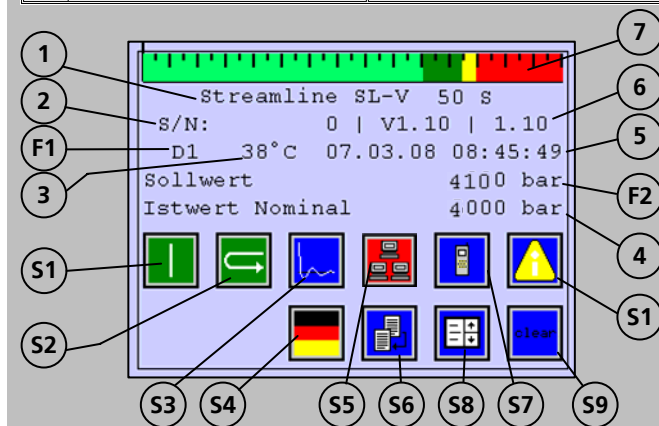 1
7
2
Streamline SL-V 50 S
6
S/N: 0 | V1.10 | 1.10
F1
D1 38°C 07.03.08 08:45:49
5
3
Sollwert 4100 bar
F2
Istwert Nominal 4000 bar
4
S1
S1
S2
clear
S3 S4 S5 S6 S8 S7 S9